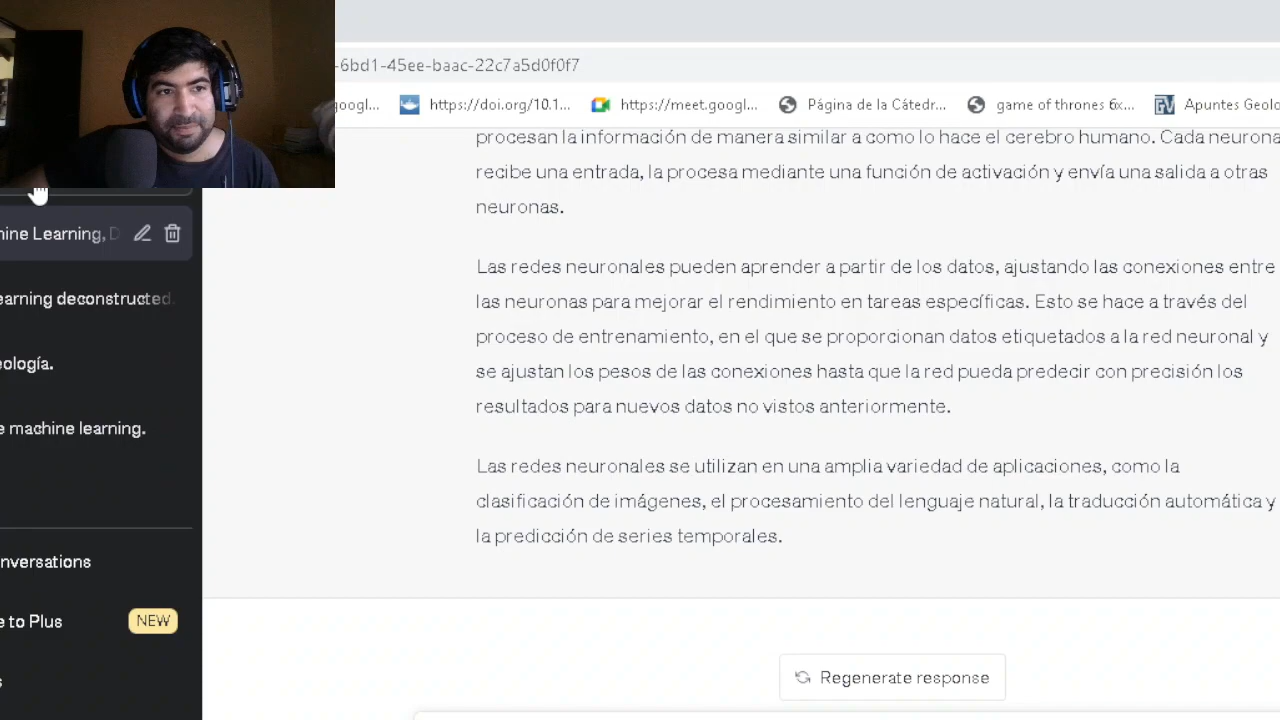 -6bd1-45ee-baac-22c7a5d0f0f7
googl... https://doi.org/10.1... https://meet.googl... Página de la Cátedr... game of thrones 6x... Apuntes Geolo
procesan la información de manera similar a como lo hace el cerebro humano. Cada neurona
recibe una entrada, la procesa mediante una función de activación y envía una salida a otras
neuronas.
Las redes neuronales pueden aprender a partir de los datos, ajustando las conexiones entre
las neuronas para mejorar el rendimiento en tareas específicas. Esto se hace a través del
proceso de entrenamiento, en el que se proporcionan datos etiquetados a la red neuronal y
se ajustan los pesos de las conexiones hasta que la red pueda predecir con precisión los
resultados para nuevos datos no vistos anteriormente.
Las redes neuronales se utilizan en una amplia variedad de aplicaciones, como la
clasificación de imágenes, el procesamiento del lenguaje natural, la traducción automática y
la predicción de series temporales.
Regenerate response
hine Learning, D
earning deconstructed.
eología.
e machine learning.
nversations
e to Plus NEW
s